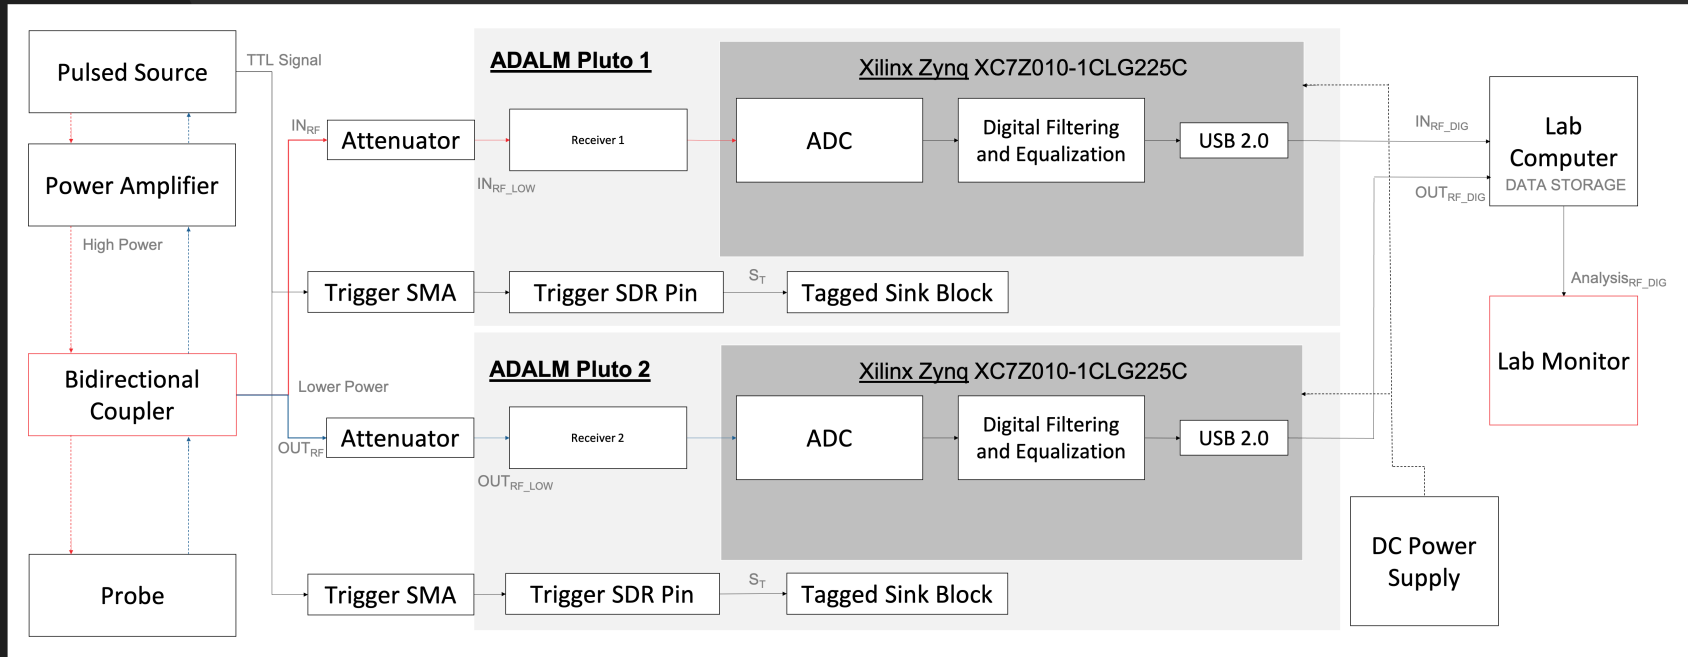 Pulsed Source
TTL Signal
Power Amplifier
High Power
Bidirectional
Coupler
Lower Power
Probe
ADALM Pluto 1
Xilinx Zynq XC7Z010-1CLG225C
INRF
Attenuator
INRF_LOW
Receiver 1
ADC
Digital Filtering
and Equalization
USB 2.0
Trigger SMA
Trigger SDR Pin
ST
Tagged Sink Block
ADALM Pluto 2
Xilinx Zynq XC7Z010-1CLG225C
OUTRF
Attenuator
OUTRF_LOW
Receiver 2
ADC
Digital Filtering
and Equalization
USB 2.0
Trigger SMA
Trigger SDR Pin
ST
Tagged Sink Block
INRF_DIG
OUTRF_DIG
Lab
Computer
DATA STORAGE
AnalysisRF_DIG
Lab Monitor
DC Power
Supply